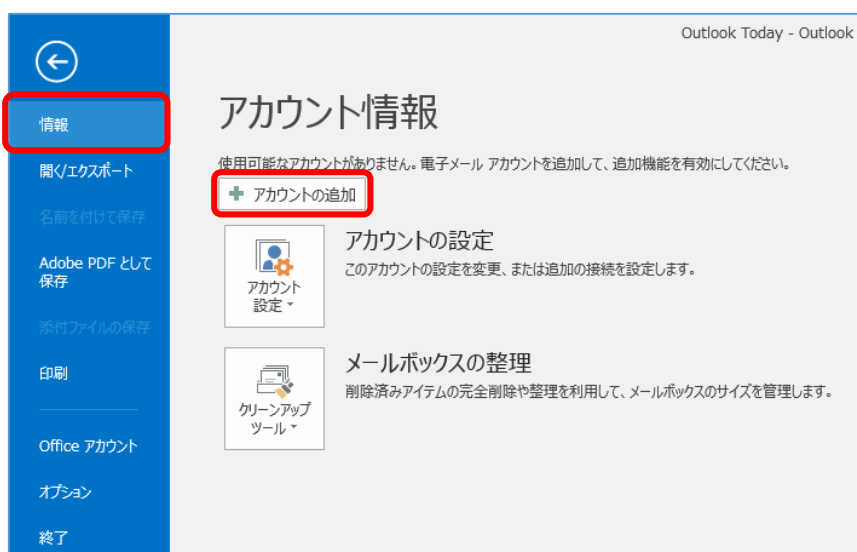 Outlook Today - Outlook
情報
開く/エクスポート
名前を付けて保存
Adobe PDF として
保存
添付ファイルの保存
印刷
Office アカウント
オプション
終了
アカウント情報
使用可能なアカウントがありません。電子メール アカウントを追加して、追加機能を有効にしてください。
アカウントの追加
アカウント
設定
アカウントの設定
このアカウントの設定を変更、または追加の接続を設定します。
クリーンアップ
ツール
メールボックスの整理
削除済みアイテムの完全削除や整理を利用して、メールボックスのサイズを管理します。